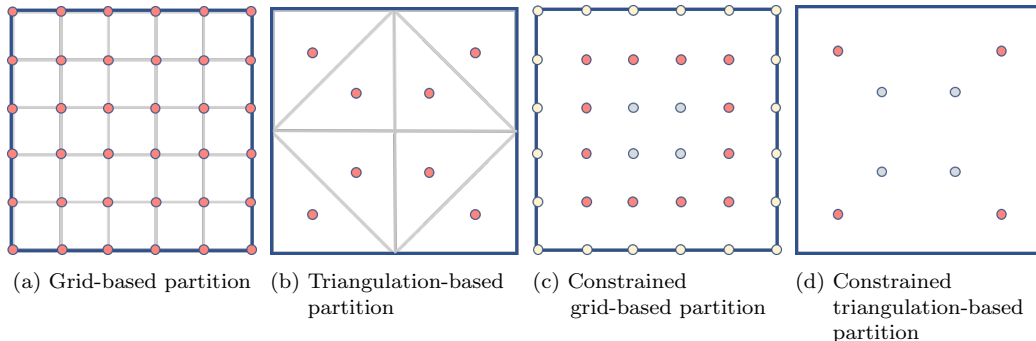 (a) Grid-based partition
(b) Triangulation-based
partition
(c) Constrained
grid-based partition
(d) Constrained
triangulation-based
partition